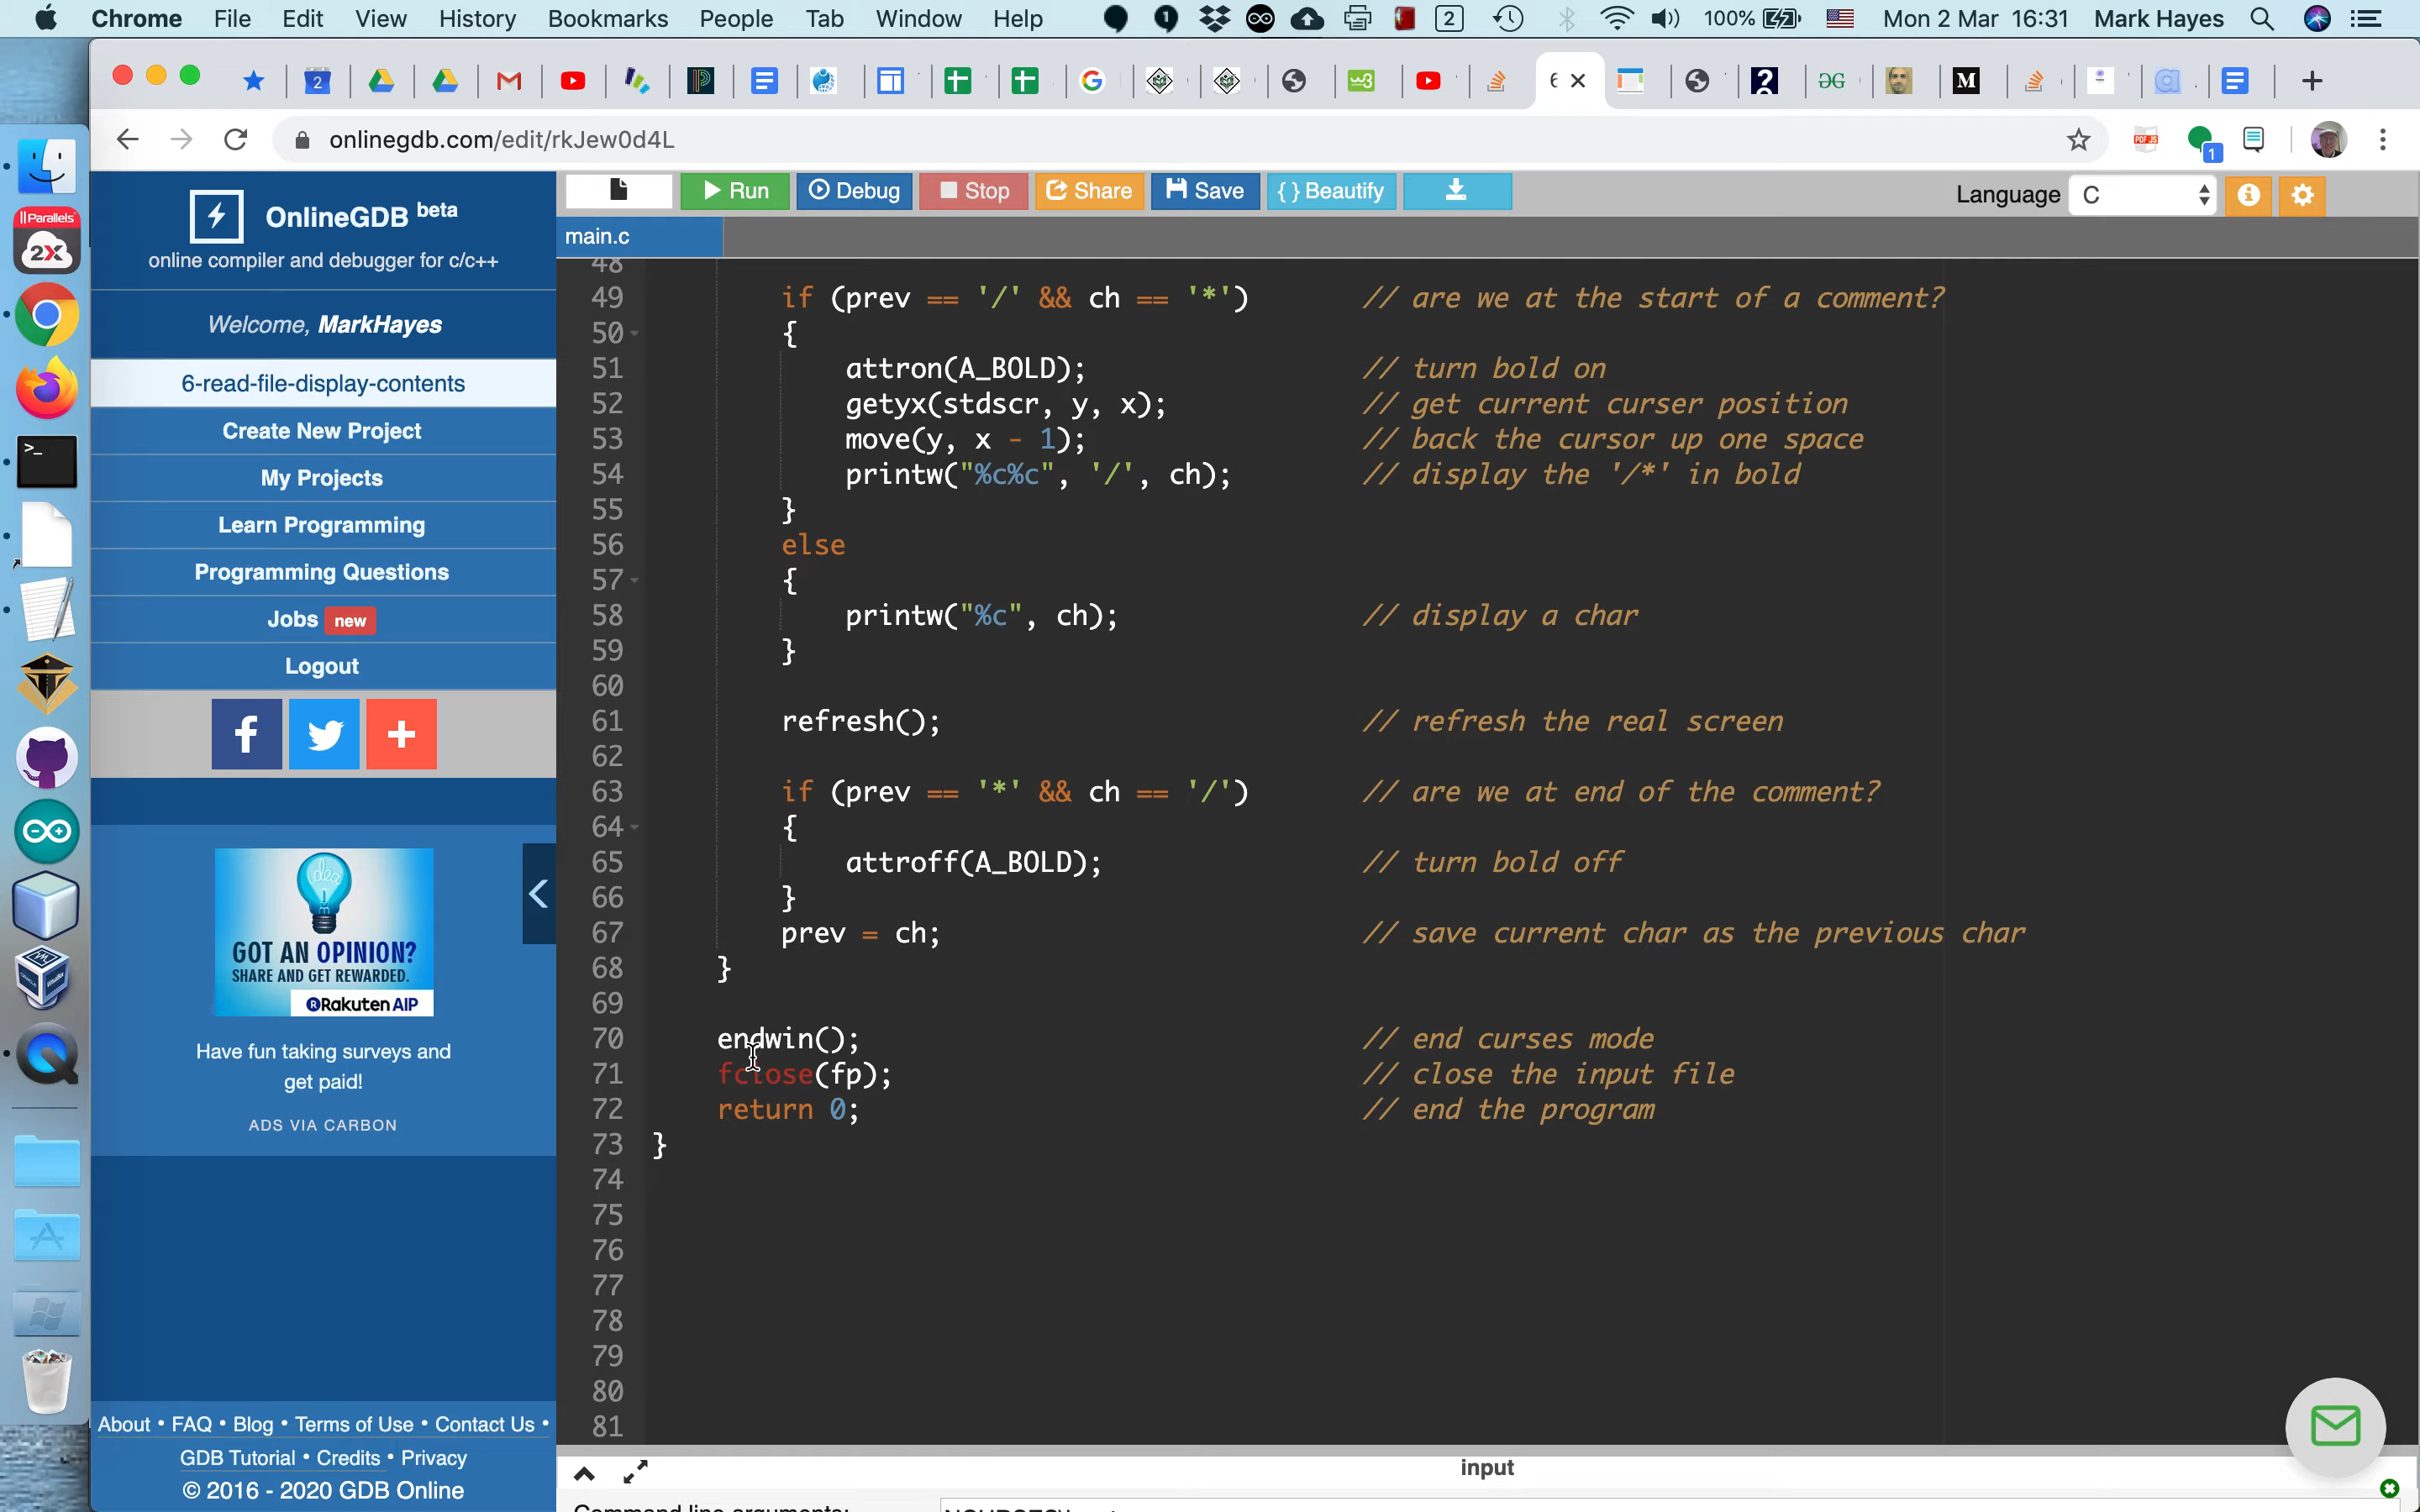 Chrome File Edit View History Bookmarks People Tab Window Help 1 2 100% Mon 2 Mar 16:31 Mark Hayes
onlinegdb.com/edit/rkJew0d4L
OnlineGDB beta
online compiler and debugger for c/c++
Welcome, MarkHayes
6-read-file-display-contents
Create New Project
My Projects
Learn Programming
Programming Questions
Jobs new
Logout
GOT AN OPINION?
SHARE AND GET REWARDED.
Rakuten AIP
Have fun taking surveys and
get paid!
ADS VIA CARBON
About • FAQ • Blog • Terms of Use • Contact Us •
GDB Tutorial • Credits • Privacy
© 2016 - 2020 GDB Online
Run Debug Stop Share Save { } Beautify Language C
main.c
48
49 if (prev == '/' && ch == '*') // are we at the start of a comment?
50 {
51 attron(A_BOLD); // turn bold on
52 getyx(stdscr, y, x); // get current curser position
53 move(y, x - 1); // back the cursor up one space
54 printw("%c%c", '/', ch); // display the '/*' in bold
55 }
56 else
57 {
58 printw("%c", ch); // display a char
59 }
60
61 refresh(); // refresh the real screen
62
63 if (prev == '*' && ch == '/') // are we at end of the comment?
64 {
65 attroff(A_BOLD); // turn bold off
66 }
67 prev = ch; // save current char as the previous char
68 }
69
70 endwin(); // end curses mode
71 fclose(fp); // close the input file
72 return 0; // end the program
73 }
74
75
76
77
78
79
80
81
input
Command line arguments: